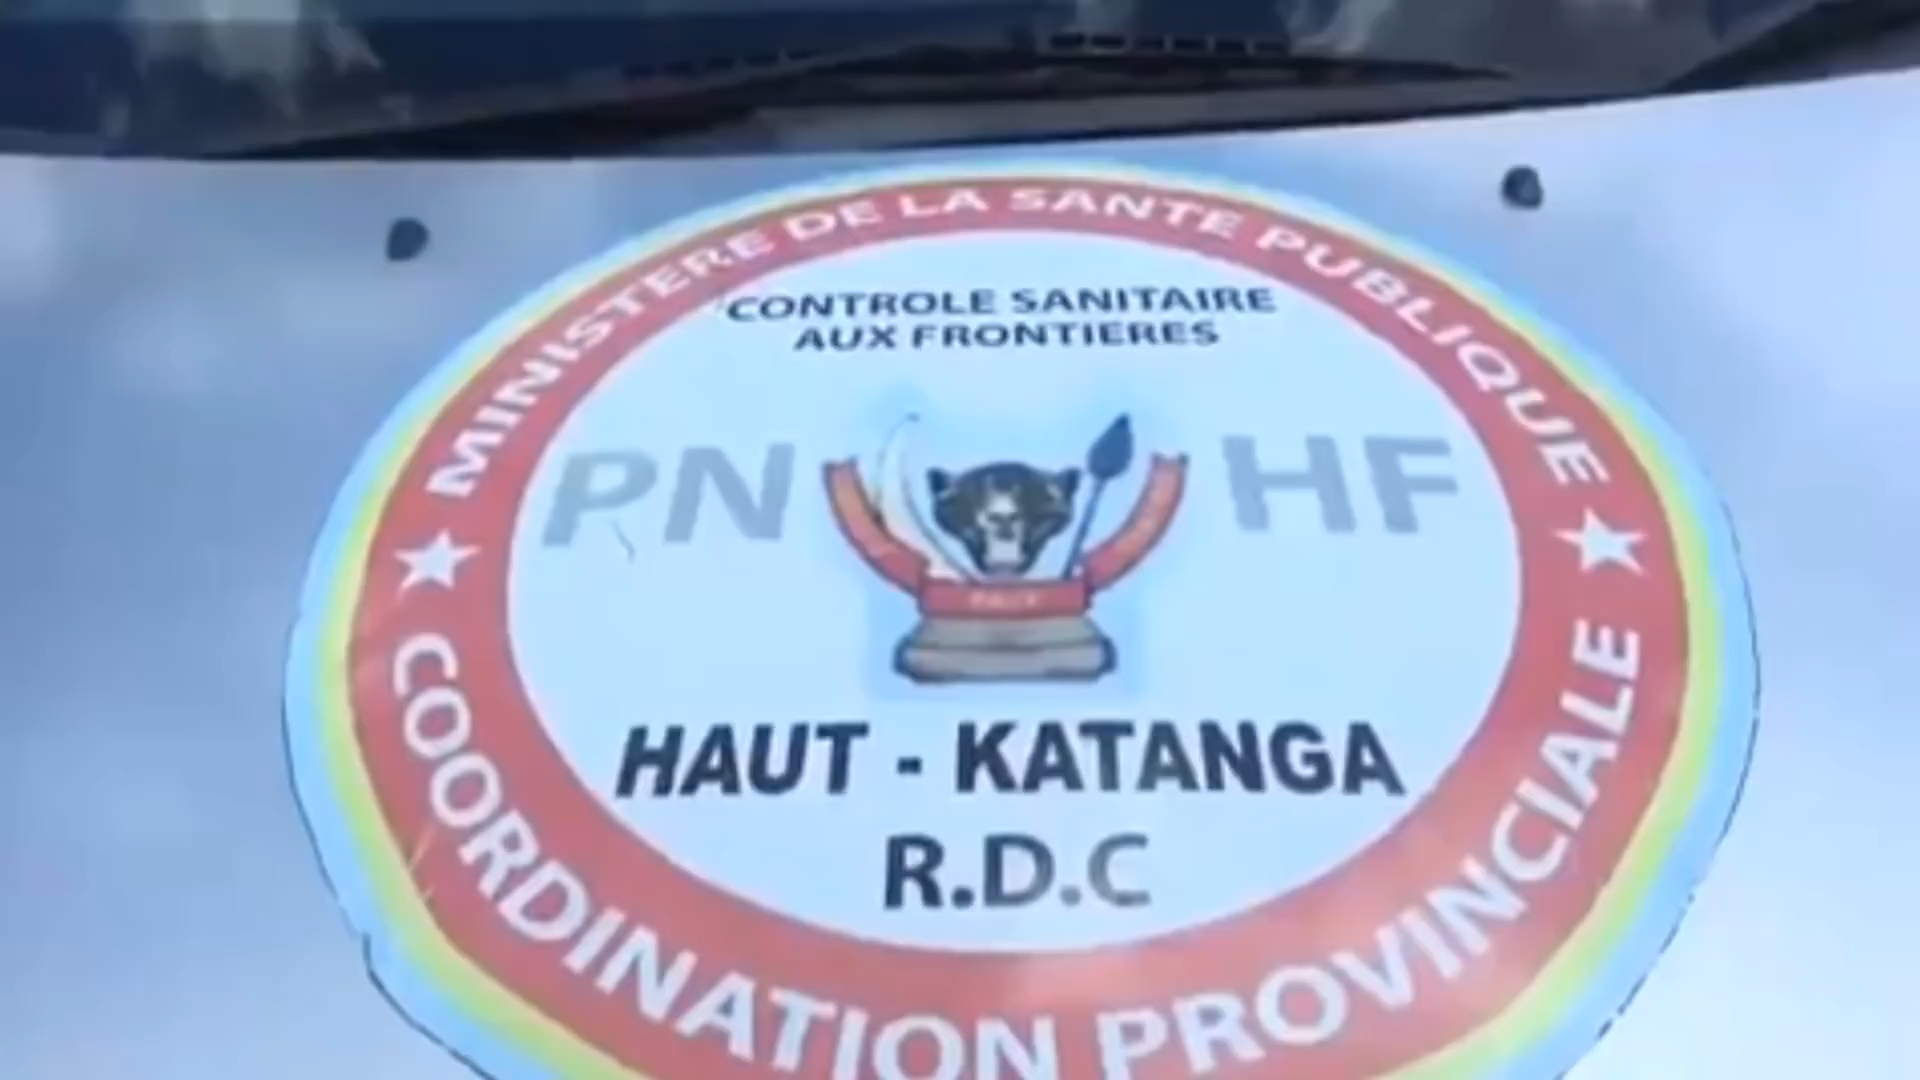 MINISTERE DE LA SANTE PUBLIQUE
CONTROLE SANITAIRE
AUX FRONTIERES
PN HF
HAUT - KATANGA
R.D.C
COORDINATION PROVINCIALE